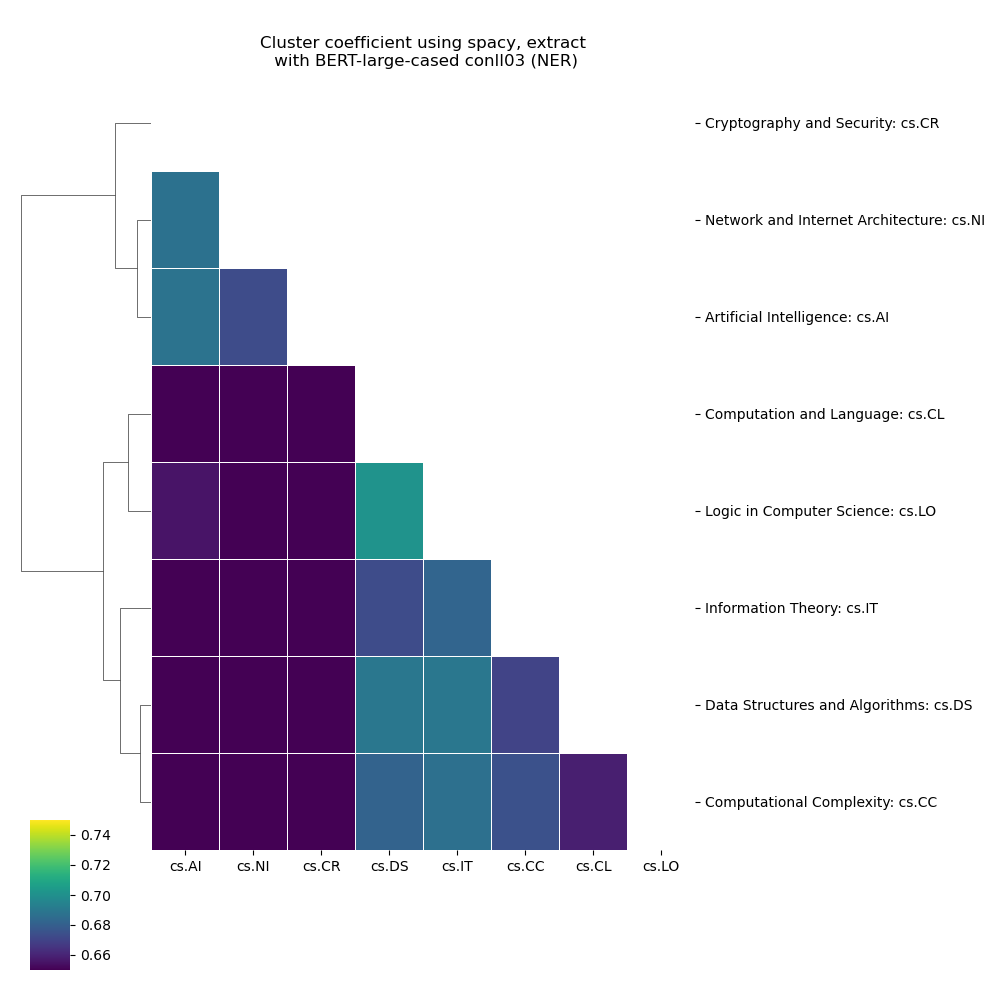 Cluster coefficient using spacy, extract
with BERT-large-cased conll03 (NER)
Cryptography and Security: cs.CR
Network and Internet Architecture: cs.NI
Artificial Intelligence: cs.AI
Computation and Language: cs.CL
Logic in Computer Science: cs.LO
Information Theory: cs.IT
Data Structures and Algorithms: cs.DS
Computational Complexity: cs.CC
0.74
0.72
0.70
0.68
0.66
cs.AI cs.NI cs.CR cs.DS cs.IT cs.CC cs.CL cs.LO